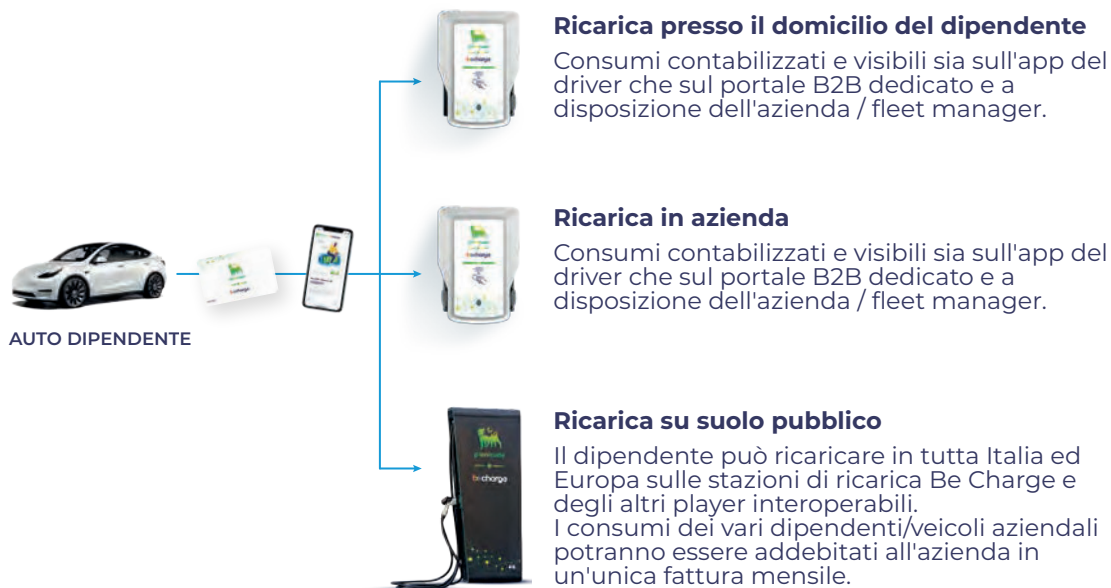 Ricarica presso il domicilio del dipendente
Consumi contabilizzati e visibili sia sull'app del
driver che sul portale B2B dedicato e a
disposizione dell'azienda / fleet manager.
Ricarica in azienda
Consumi contabilizzati e visibili sia sull'app del
driver che sul portale B2B dedicato e a
disposizione dell'azienda / fleet manager.
AUTO DIPENDENTE
Ricarica su suolo pubblico
Il dipendente può ricaricare in tutta Italia ed
Europa sulle stazioni di ricarica Be Charge e
degli altri player interoperabili.
I consumi dei vari dipendenti/veicoli aziendali
potranno essere addebitati all'azienda in
un'unica fattura mensile.
be charge